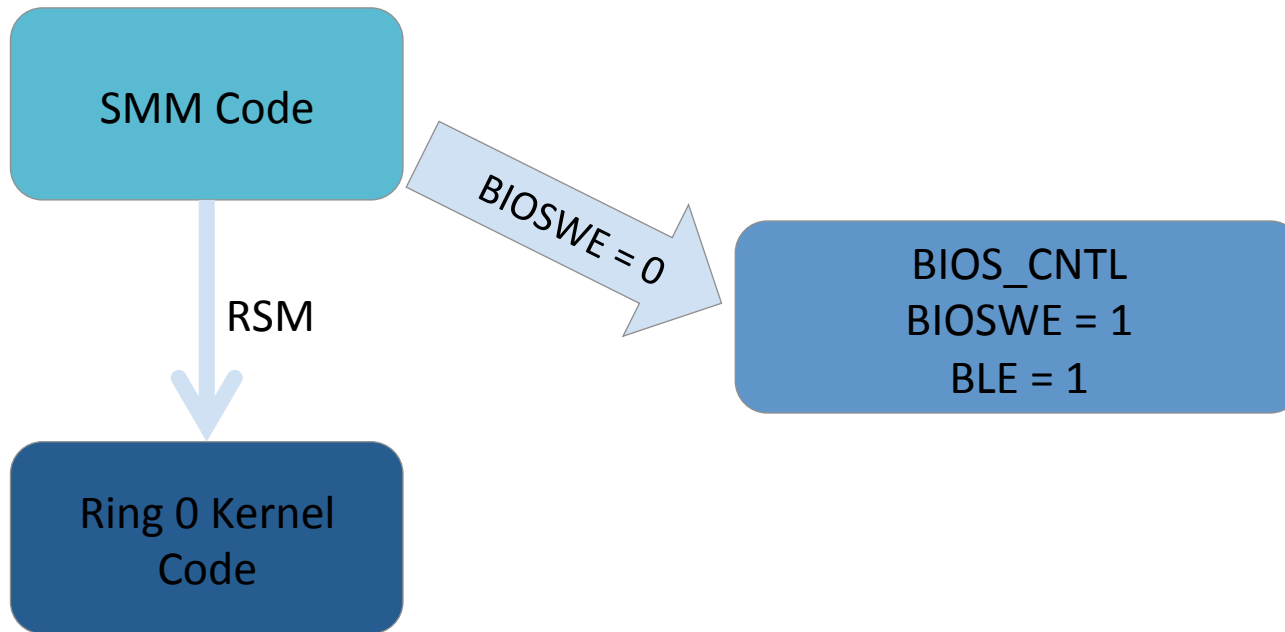 SMM Code
BIOSWE = 0
BIOS_CNTL
BIOSWE = 1
BLE = 1
RSM
Ring 0 Kernel
Code